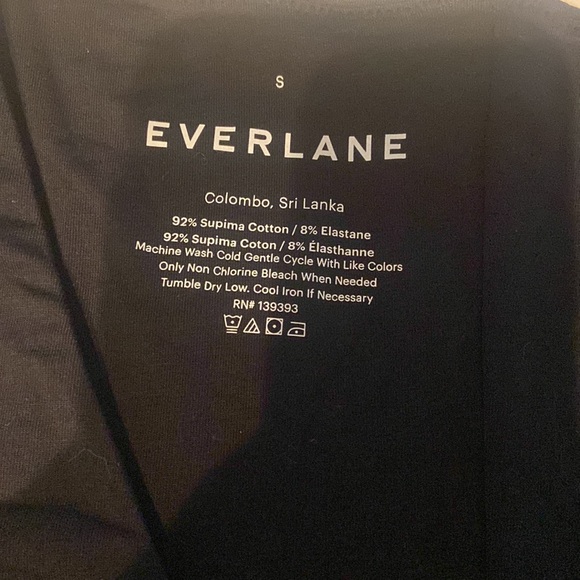 S
EVERLANE
Colombo, Sri Lanka
92% Supima Cotton / 8% Elastane
92% Supima Coton / 8% Élasthanne
Machine Wash Cold Gentle Cycle With Like Colors
Only Non Chlorine Bleach When Needed
Tumble Dry Low. Cool Iron If Necessary
RN# 139393